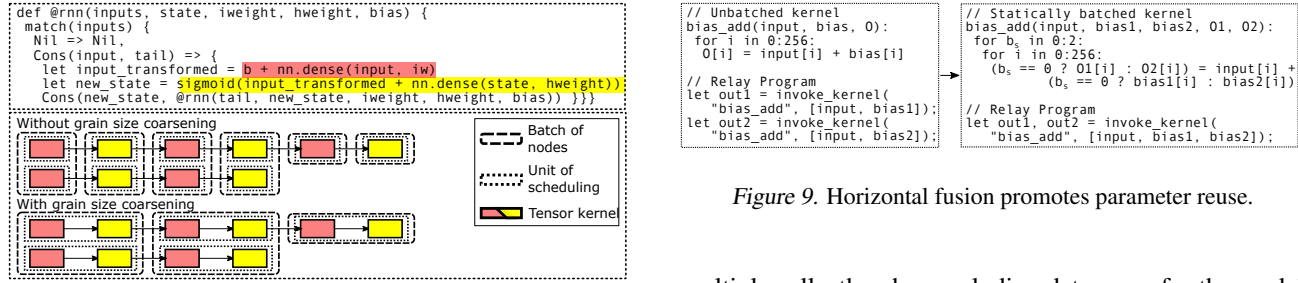 def @rnn(inputs, state, iweight, hweight, bias) {
match(inputs) {
Nil => Nil,
Cons(input, tail) => {
let input_transformed = b + nn.dense(input, iw)
let new_state = sigmoid(input_transformed + nn.dense(state, hweight))
Cons(new_state, @rnn(tail, new_state, iweight, hweight, bias)) }}}
Without grain size coarsening
With grain size coarsening
Batch of
nodes
Unit of
scheduling
Tensor kernel
// Unbatched kernel
bias_add(input, bias, O):
for i in 0:256:
O[i] = input[i] + bias[i]
// Relay Program
let out1 = invoke_kernel(
"bias_add", [input, bias1]);
let out2 = invoke_kernel(
"bias_add", [input, bias2]);
// Statically batched kernel
bias_add(input, bias1, bias2, O1, O2):
for bs in 0:2:
for i in 0:256:
(bs == 0 ? O1[i] : O2[i]) = input[i] +
(bs == 0 ? bias1[i] : bias2[i])
// Relay Program
let out1, out2 = invoke_kernel(
"bias_add", [input, bias1, bias2]);
Figure 9. Horizontal fusion promotes parameter reuse.